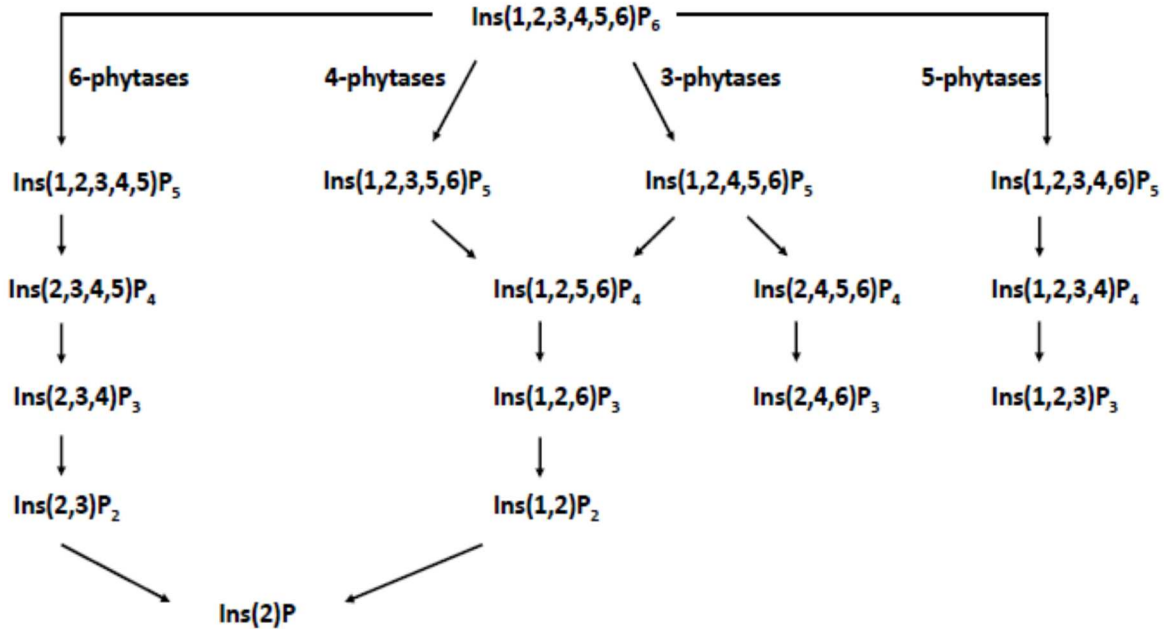 Ins(1,2,3,4,5,6)P6
6-phytases 4-phytases 3-phytases 5-phytases
Ins(1,2,3,4,5)P5 Ins(1,2,3,5,6)P5 Ins(1,2,4,5,6)P5 Ins(1,2,3,4,6)P5
Ins(2,3,4,5)P4 Ins(1,2,5,6)P4 Ins(2,4,5,6)P4 Ins(1,2,3,4)P4
Ins(2,3,4)P3 Ins(1,2,6)P3 Ins(2,4,6)P3 Ins(1,2,3)P3
Ins(2,3)P2 Ins(1,2)P2
Ins(2)P